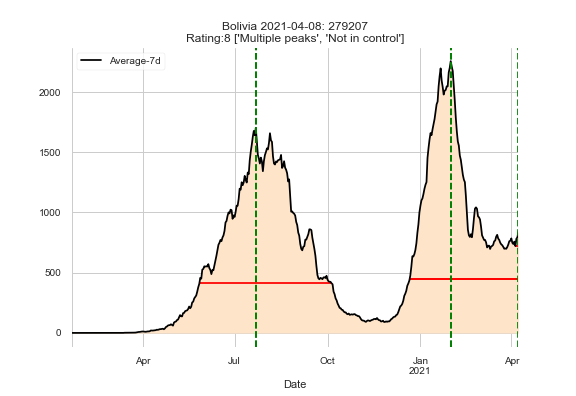 Bolivia 2021-04-08: 279207
Rating:8 ['Multiple peaks', 'Not in control']
Average-7d
2000
1500
1000
500
0
Apr Jul Oct Jan Apr
2021
Date